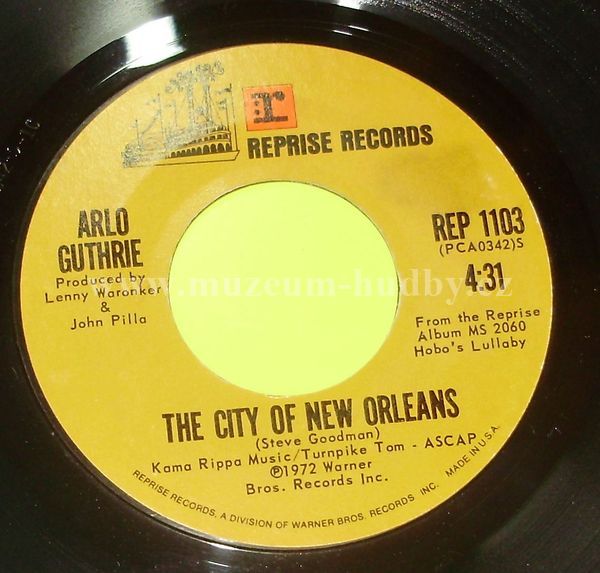 r:
REPRISE RECORDS
ARLO
GUTHRIE
Produced by
Lenny Waronker
&
John Pilla
REP 1103
(PCA0342)S
4:31
From the Reprise
Album MS 2060
Hobo's Lullaby
www.muzeum-hudby.cz
THE CITY OF NEW ORLEANS
(Steve Goodman)
Kama Rippa Music/Turnpike Tom - ASCAP
Ⓟ1972 Warner
Bros. Records Inc.
REPRISE RECORDS, A DIVISION OF WARNER BROS. RECORDS, INC. MADE IN U.S.A.